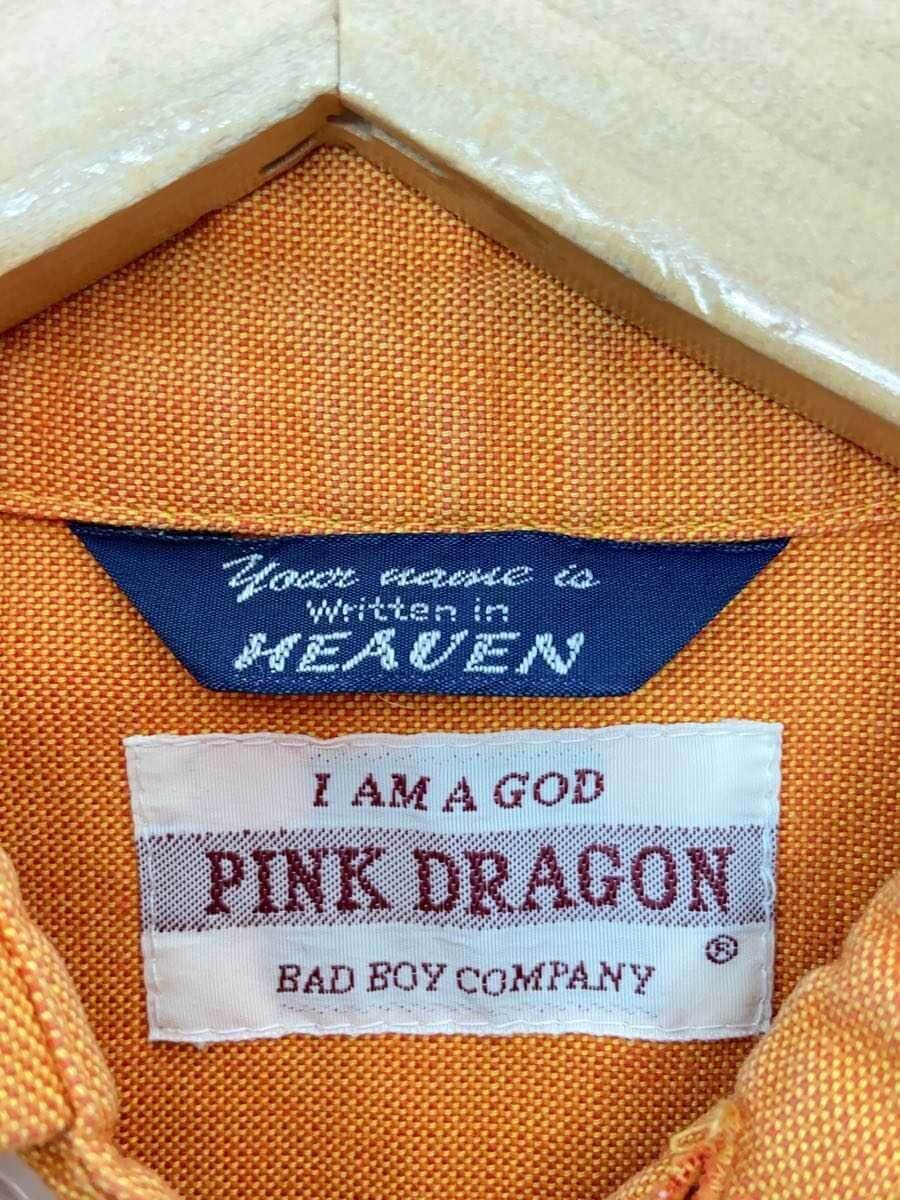 Your name is
Written in
HEAVEN
I AM A GOD
PINK DRAGON
®
BAD BOY COMPANY